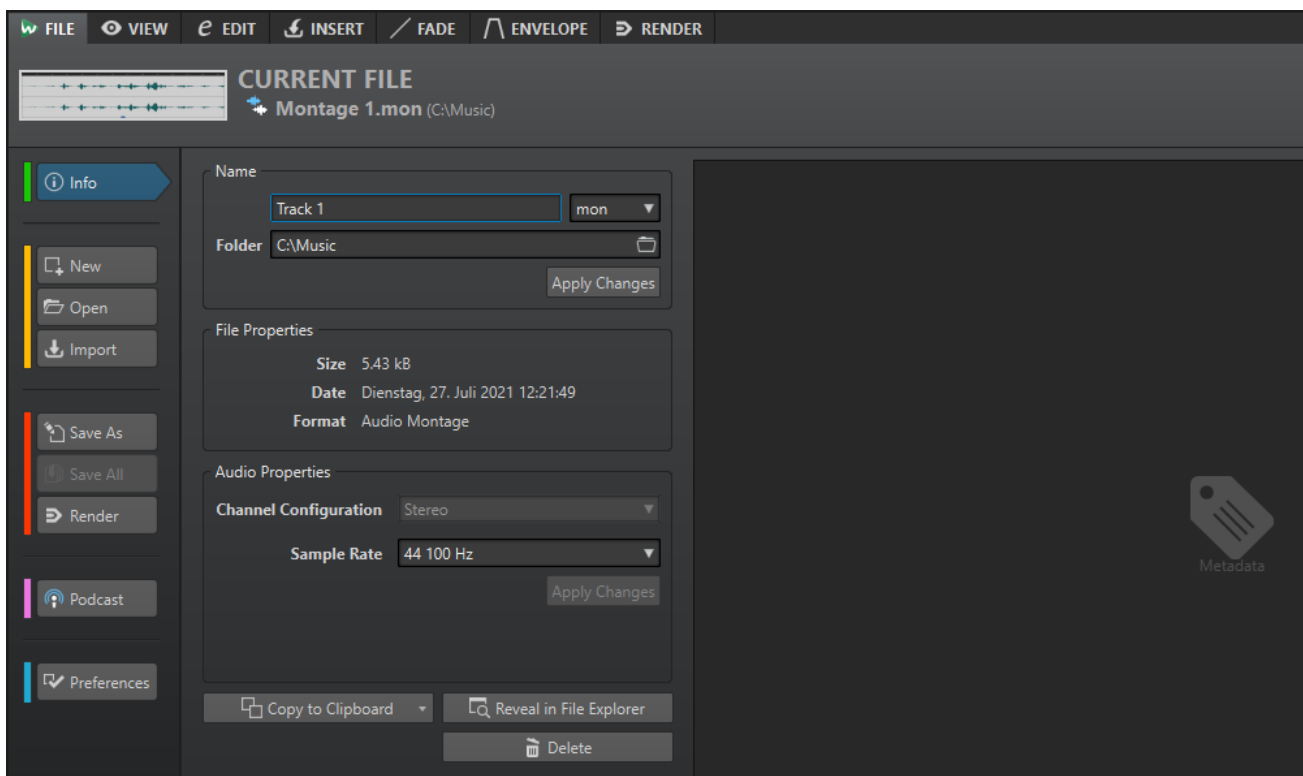 FILE VIEW e EDIT INSERT FADE ENVELOPE RENDER
CURRENT FILE
Montage 1.mon (C:\Music)
Info
Name
Track 1 mon
Folder C:\Music
Apply Changes
New
Open
Import
File Properties
Size 5.43 kB
Date Dienstag, 27. Juli 2021 12:21:49
Format Audio Montage
Save As
Save All
Render
Audio Properties
Channel Configuration Stereo
Sample Rate 44 100 Hz
Apply Changes
Metadata
Podcast
Preferences
Copy to Clipboard Reveal in File Explorer
Delete